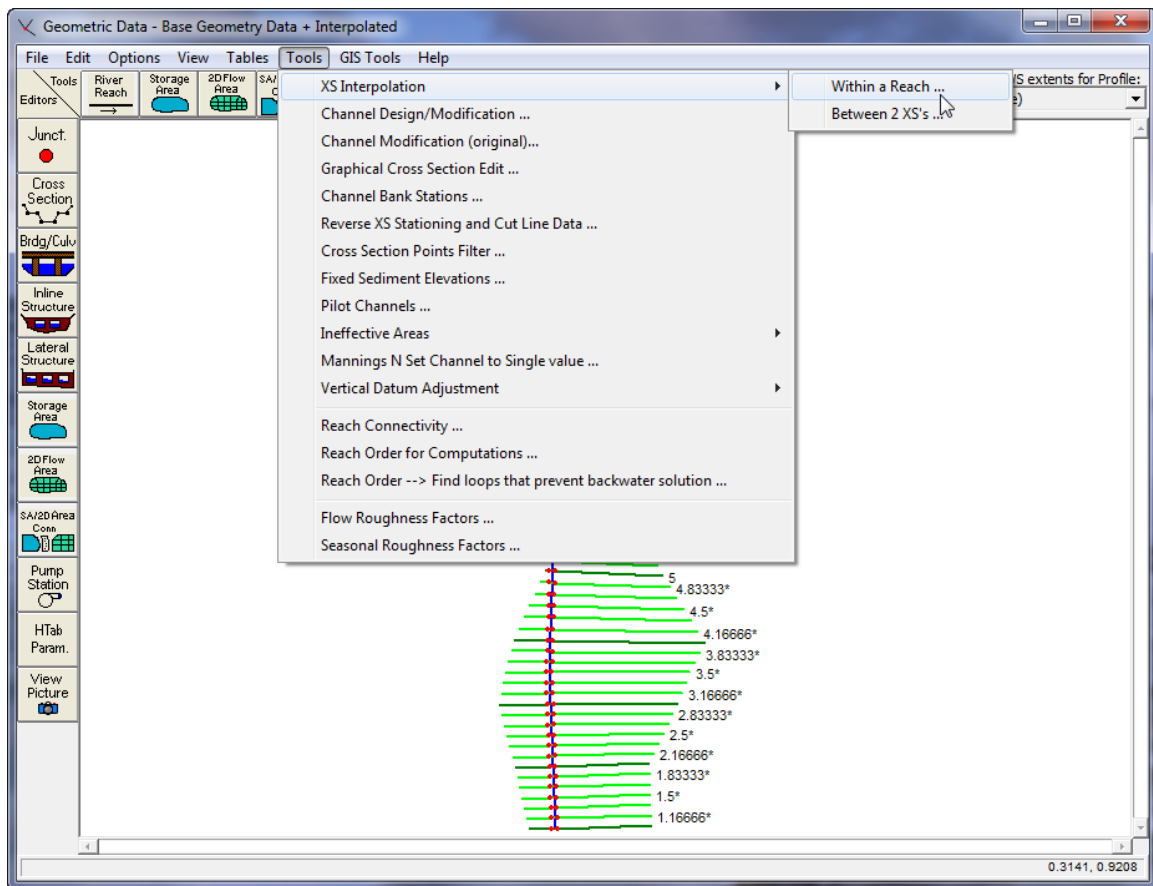 Geometric Data - Base Geometry Data + Interpolated
File Edit Options View Tables Tools GIS Tools Help
Tools
Editors
River
Reach
Storage
Area
2D Flow
Area
XS Interpolation
Channel Design/Modification ...
Channel Modification (original)...
Graphical Cross Section Edit ...
Channel Bank Stations ...
Reverse XS Stationing and Cut Line Data ...
Cross Section Points Filter ...
Fixed Sediment Elevations ...
Pilot Channels ...
Ineffective Areas
Mannings N Set Channel to Single value ...
Vertical Datum Adjustment
Reach Connectivity ...
Reach Order for Computations ...
Reach Order --> Find loops that prevent backwater solution ...
Flow Roughness Factors ...
Seasonal Roughness Factors ...
Within a Reach ...
Between 2 XS's ...
S extents for Profile:
Junct.
Cross
Section
Brdg/Culv
Inline
Structure
Lateral
Structure
Storage
Area
2D Flow
Area
SA/2D Area
Conn
Pump
Station
HTab
Param.
View
Picture
5
4.83333*
4.5*
4.16666*
3.83333*
3.5*
3.16666*
2.83333*
2.5*
2.16666*
1.83333*
1.5*
1.16666*
0.3141, 0.9208